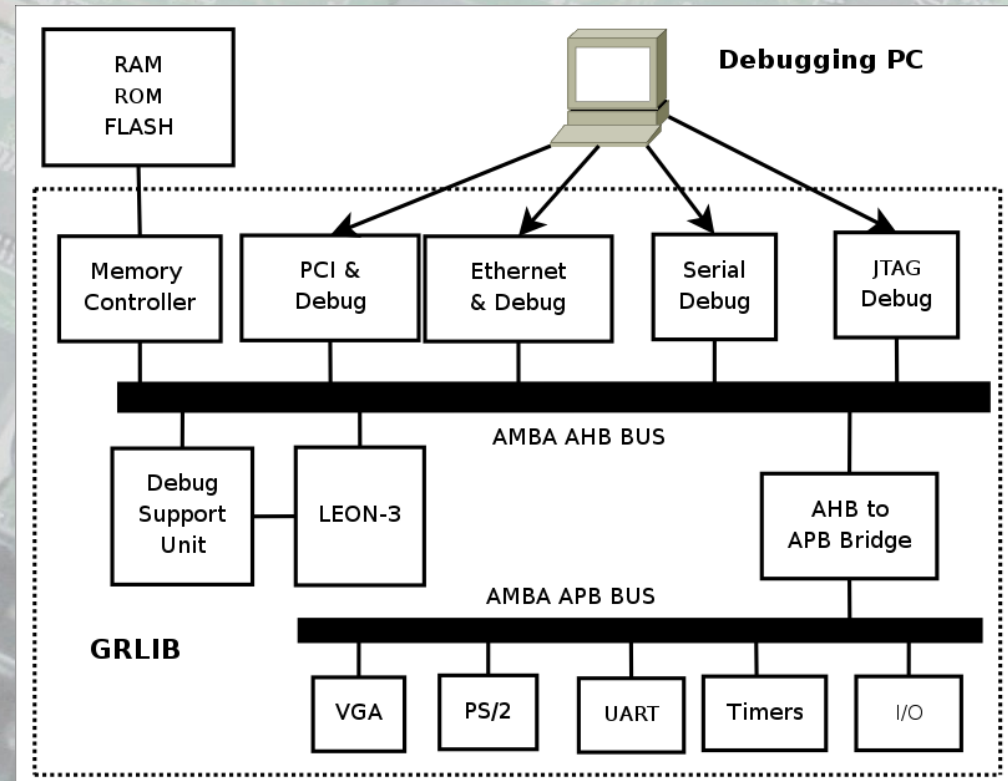 RAM
ROM
FLASH
Debugging PC
Memory
Controller
PCI &
Debug
Ethernet
& Debug
Serial
Debug
JTAG
Debug
AMBA AHB BUS
Debug
Support
Unit
LEON-3
AHB to
APB Bridge
AMBA APB BUS
GRLIB
VGA
PS/2
UART
Timers
I/O